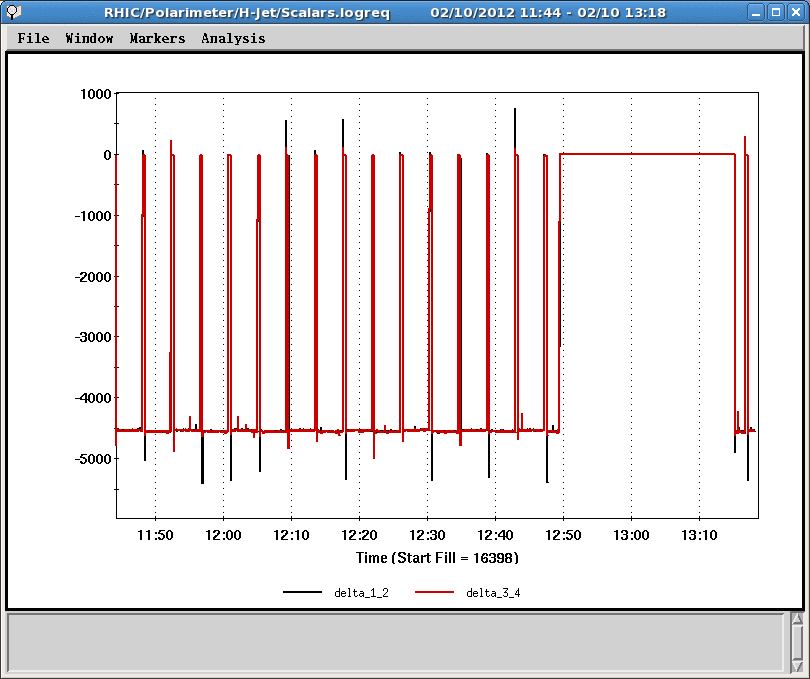 RHIC/Polarimeter/H-Jet/Scalars.logreq 02/10/2012 11:44 - 02/10 13:18
File Window Markers Analysis
1000
0
-1000
-2000
-3000
-4000
-5000
11:50 12:00 12:10 12:20 12:30 12:40 12:50 13:00 13:10
Time (Start Fill = 16398)
delta_1_2 delta_3_4